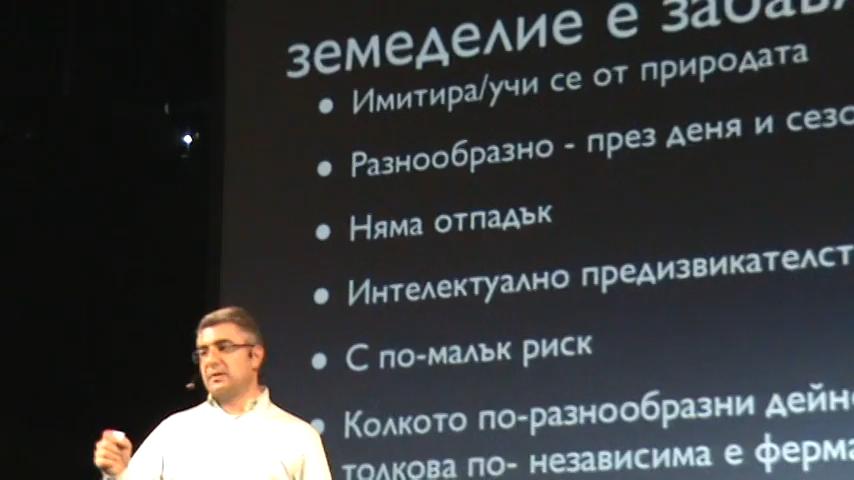 земеделие е
Имитира/учи се от природата
Разнообразно - през деня и
Няма отпадък
Интелектуално
С по-малък риск
Колкото по-разнообразни
толкова по- независима е